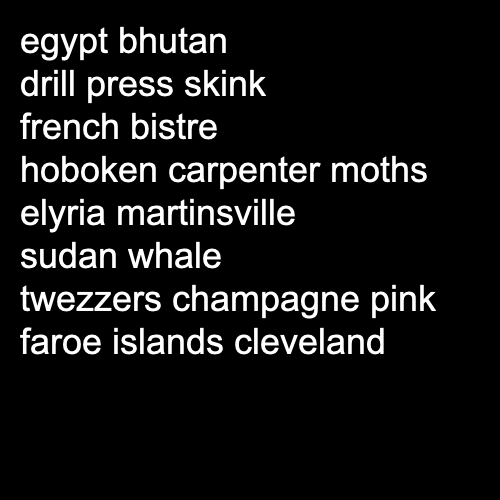 egypt bhutan
drill press skink
french bistre
hoboken carpenter moths
elyria martinsville
sudan whale
twezzers champagne pink
faroe islands cleveland